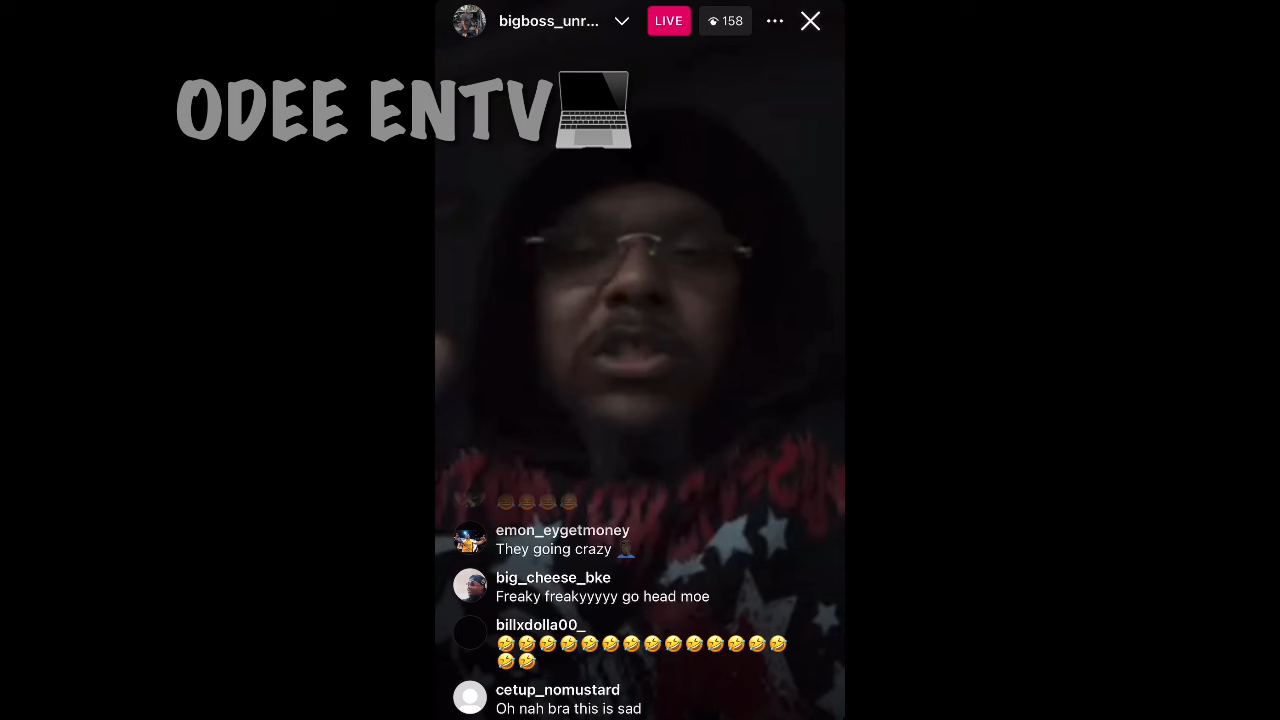 bigboss_unr...
LIVE
158
ODEE ENTV
emon_eygetmoney
They going crazy
big_cheese_bke
Freaky freakyyyyy go head moe
billxdolla00_
cetup_nomustard
Oh nah bra this is sad